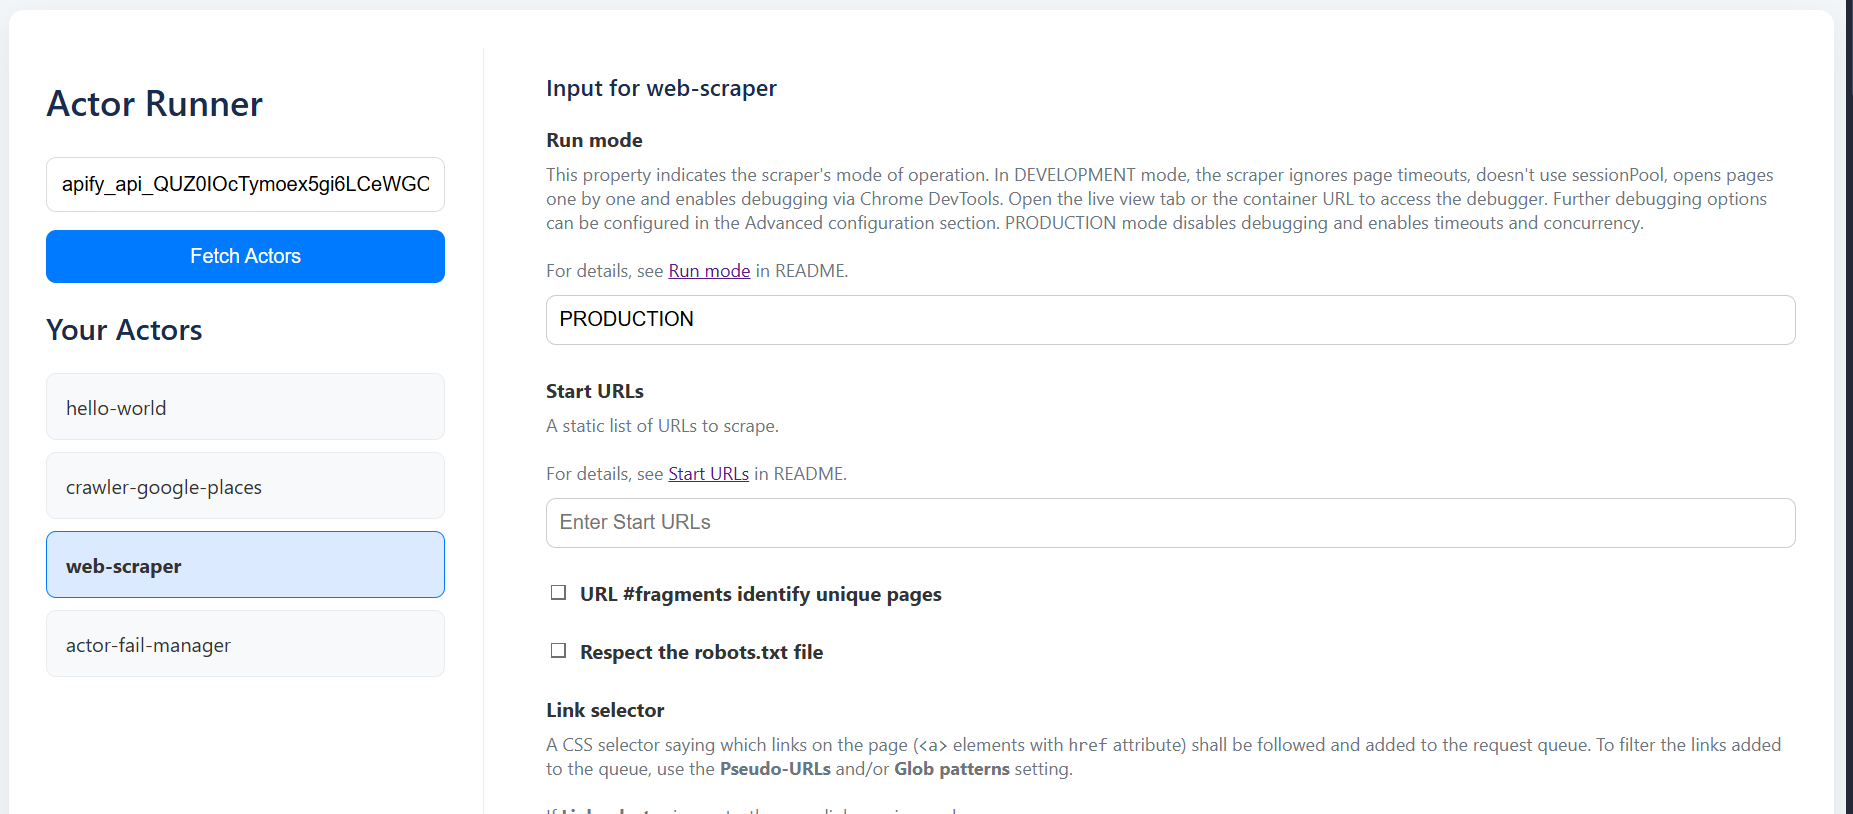 Actor Runner
Fetch Actors
Your Actors
hello-world
crawler-google-places
web-scraper
actor-fail-manager
Input for web-scraper
Run mode
This property indicates the scraper's mode of operation. In DEVELOPMENT mode, the scraper ignores page timeouts, doesn't use sessionPool, opens pages
one by one and enables debugging via Chrome DevTools. Open the live view tab or the container URL to access the debugger. Further debugging options
can be configured in the Advanced configuration section. PRODUCTION mode disables debugging and enables timeouts and concurrency.
For details, see Run mode in README.
PRODUCTION
Start URLs
A static list of URLs to scrape.
For details, see Start URLs in README.
Enter Start URLs
URL #fragments identify unique pages
Respect the robots.txt file
Link selector
A CSS selector saying which links on the page (<a> elements with href attribute) shall be followed and added to the request queue. To filter the links added
to the queue, use the Pseudo-URLs and/or Glob patterns setting.